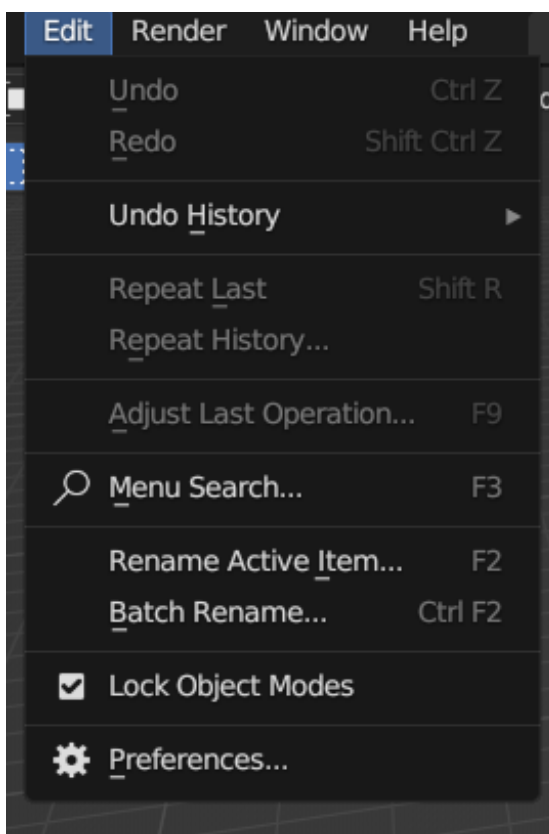 Edit Render Window Help
Undo Ctrl Z
Redo Shift Ctrl Z
Undo History
Repeat Last Shift R
Repeat History...
Adjust Last Operation... F9
Menu Search... F3
Rename Active Item... F2
Batch Rename... Ctrl F2
Lock Object Modes
Preferences...